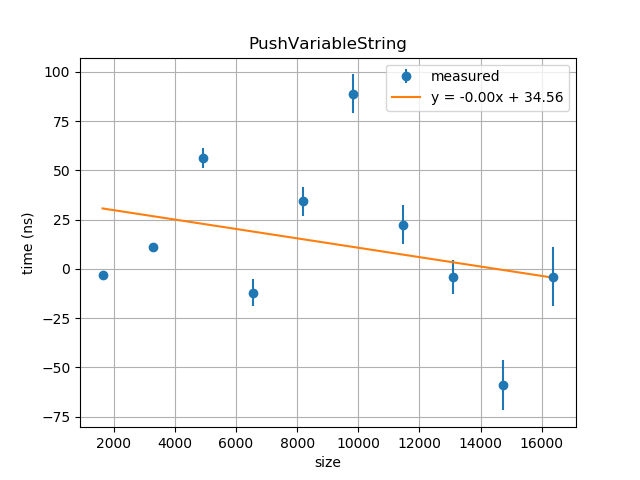 PushVariableString
measured
y = -0.00x + 34.56
100
75
50
25
0
−25
−50
−75
time (ns)
2000 4000 6000 8000 10000 12000 14000 16000
size